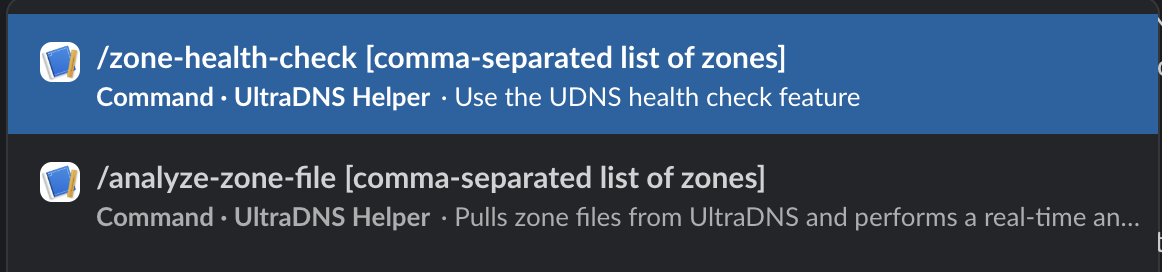 /zone-health-check [comma-separated list of zones]
Command · UltraDNS Helper · Use the UDNS health check feature
/analyze-zone-file [comma-separated list of zones]
Command · UltraDNS Helper · Pulls zone files from UltraDNS and performs a real-time an...